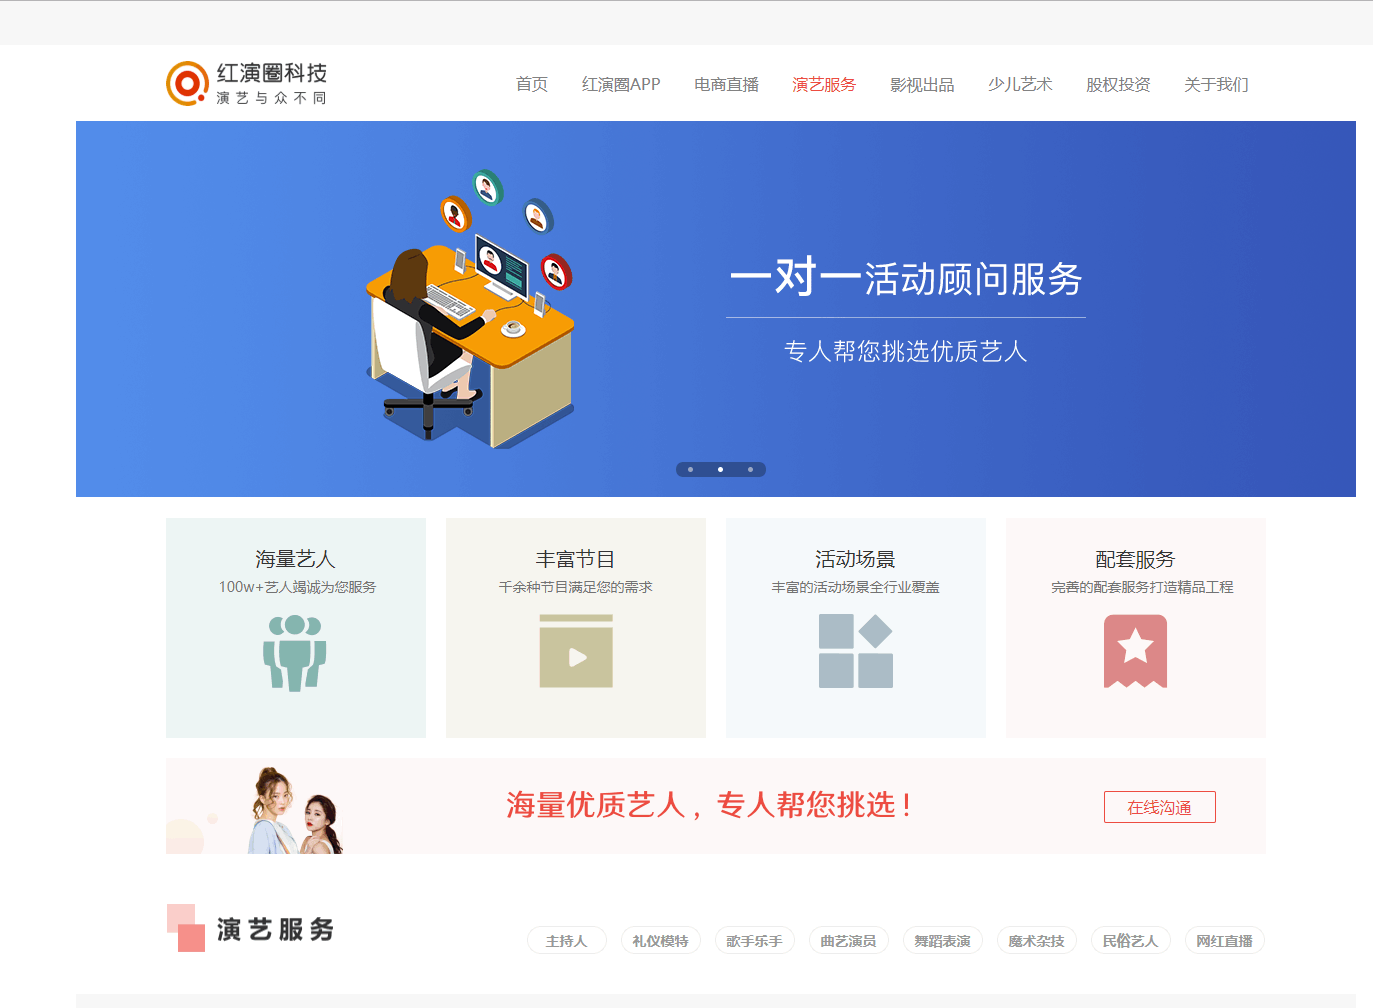 红演圈科技
演艺与众不同
首页 红演圈APP 电商直播 演艺服务 影视出品 少儿艺术 股权投资 关于我们
一对一活动顾问服务
专人帮您挑选优质艺人
海量艺人
100w+艺人竭诚为您服务
丰富节目
千余种节目满足您的需求
活动场景
丰富的活动场景全行业覆盖
配套服务
完善的配套服务打造精品工程
海量优质艺人，专人帮您挑选！
在线沟通
演艺服务
主持人 礼仪模特 歌手乐手 曲艺演员 舞蹈表演 魔术杂技 民俗艺人 网红直播